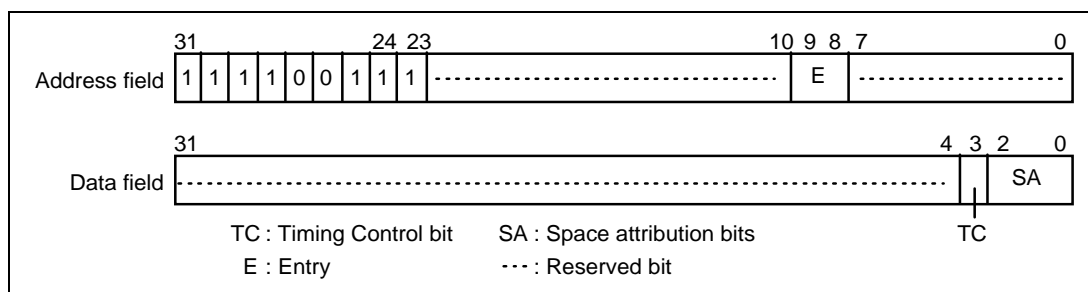 31 24 23 10 9 8 7 0
Address field 1 1 1 1 0 0 1 1 1 E
31 4 3 2 0
Data field SA
TC : Timing Control bit SA : Space attribution bits TC
E : Entry ---- : Reserved bit